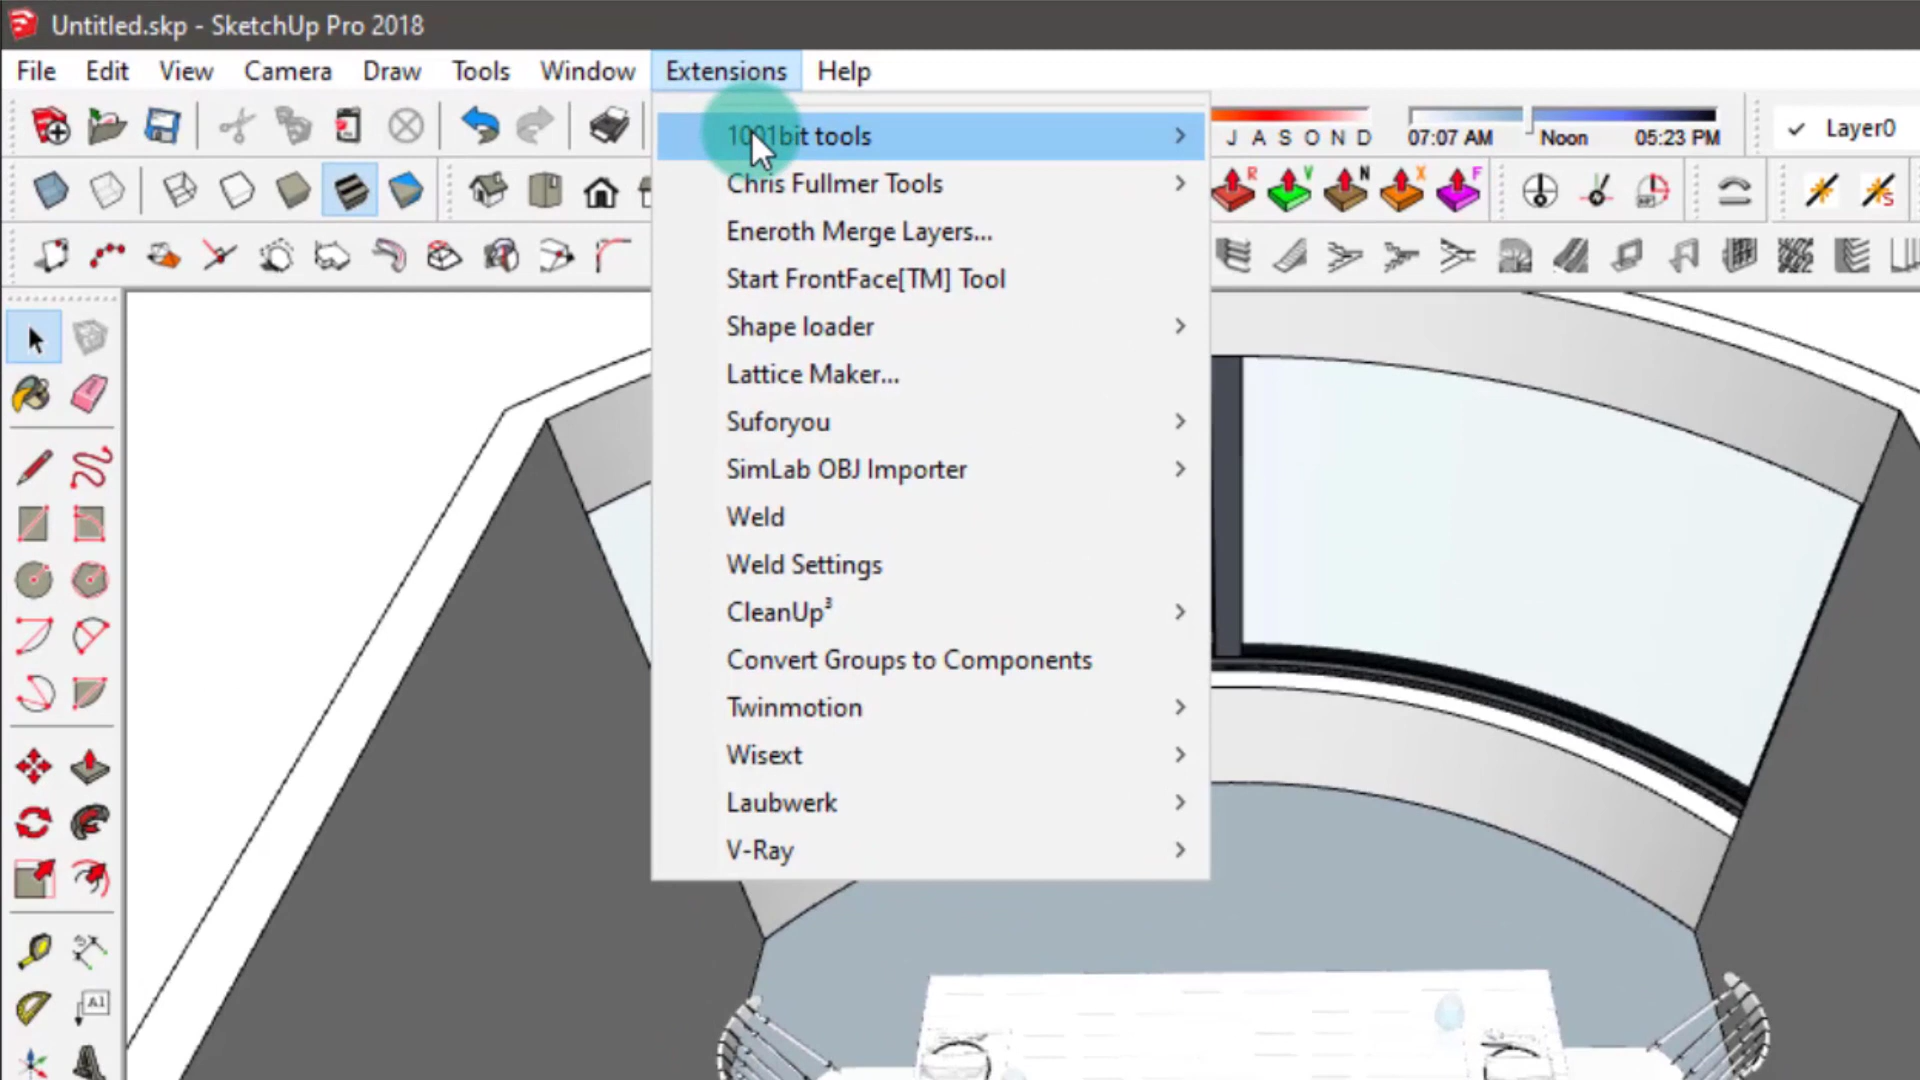 Untitled.skp - SketchUp Pro 2018
File Edit View Camera Draw Tools Window Extensions Help
1001bit tools
Chris Fullmer Tools
Eneroth Merge Layers...
Start FrontFace[TM] Tool
Shape loader
Lattice Maker...
Suforyou
SimLab OBJ Importer
Weld
Weld Settings
CleanUp³
Convert Groups to Components
Twinmotion
Wisext
Laubwerk
V-Ray
J A S O N D
07:07 AM Noon 05:23 PM
Layer0
R V N X F
S
A1